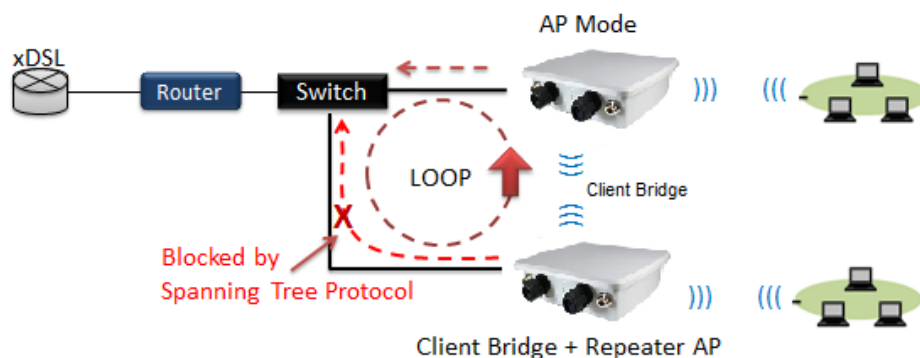 AP Mode
xDSL
Router
Switch
LOOP
Client Bridge
X
Blocked by
Spanning Tree Protocol
Client Bridge + Repeater AP